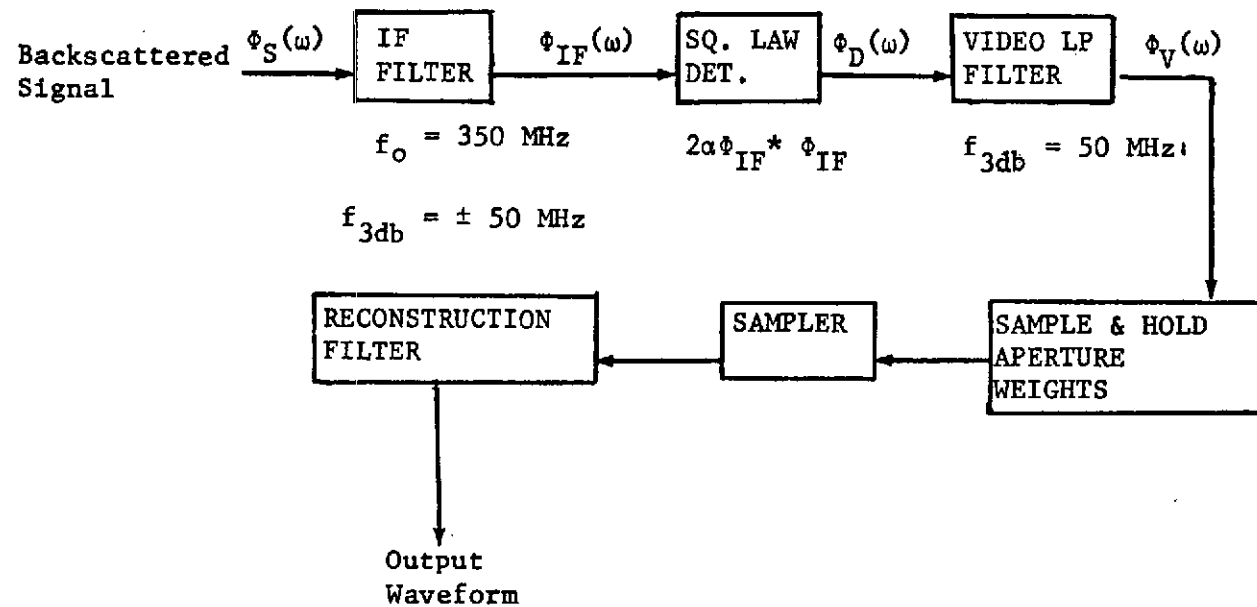 Backscattered
Signal
Φ_S(ω)
IF
FILTER
Φ_IF(ω)
SQ. LAW
DET.
Φ_D(ω)
VIDEO LP
FILTER
Φ_V(ω)
f_o = 350 MHz
f_3db = ± 50 MHz
2αΦ_IF* Φ_IF
f_3db = 50 MHz
RECONSTRUCTION
FILTER
SAMPLER
SAMPLE & HOLD
APERTURE
WEIGHTS
Output
Waveform